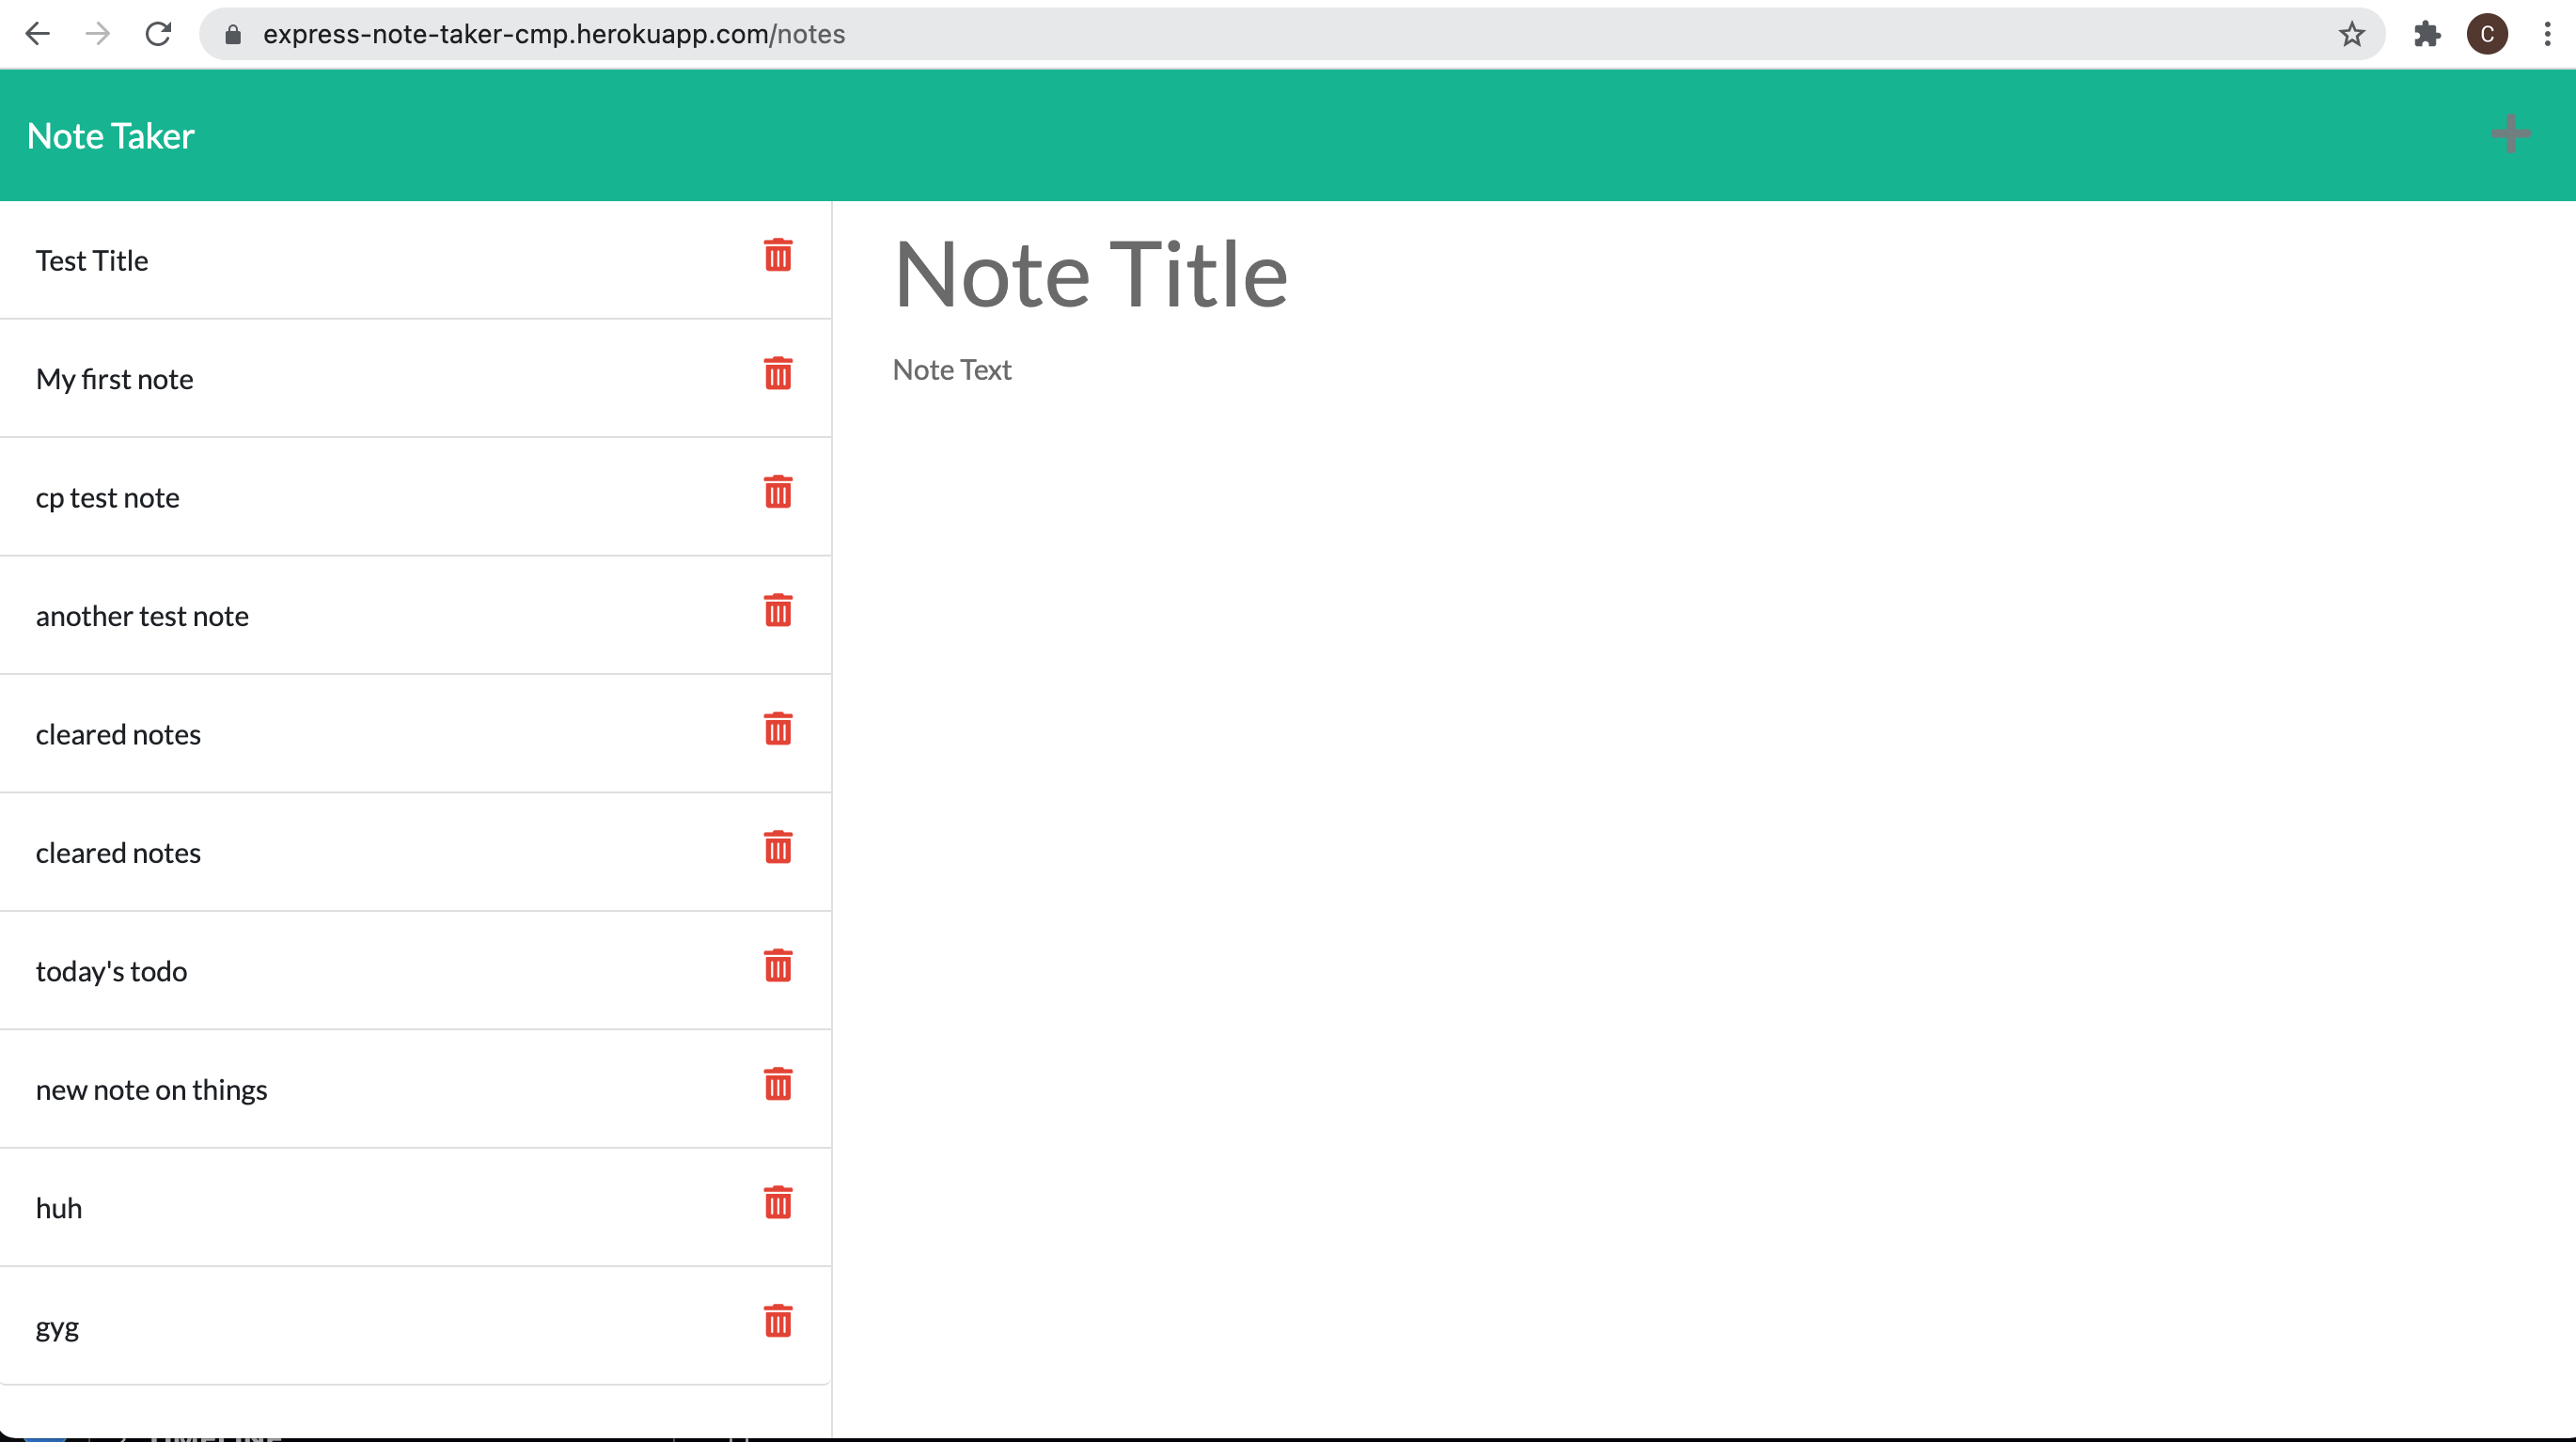 express-note-taker-cmp.herokuapp.com/notes
C
Note Taker
Test Title
My first note
cp test note
another test note
cleared notes
cleared notes
today's todo
new note on things
huh
gyg
Note Title
Note Text